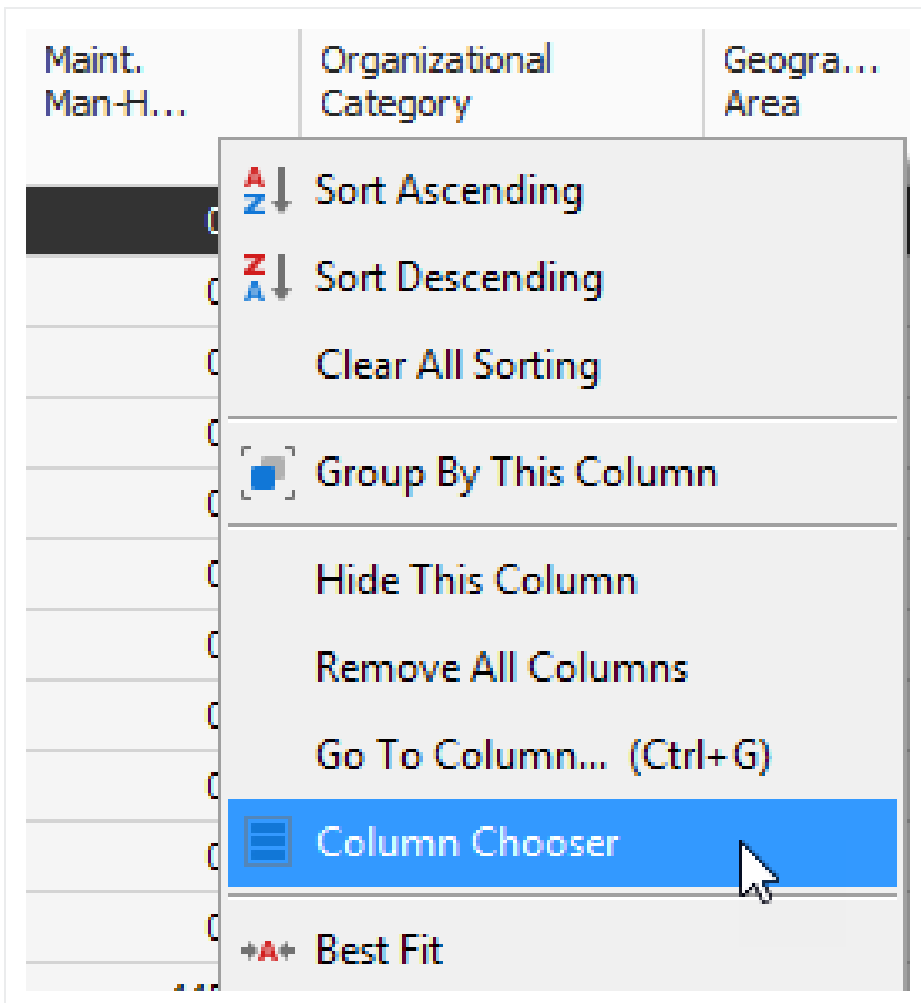 Maint.
Man-H...
Organizational
Category
Geogra...
Area
Sort Ascending
Sort Descending
Clear All Sorting
Group By This Column
Hide This Column
Remove All Columns
Go To Column... (Ctrl+G)
Column Chooser
Best Fit